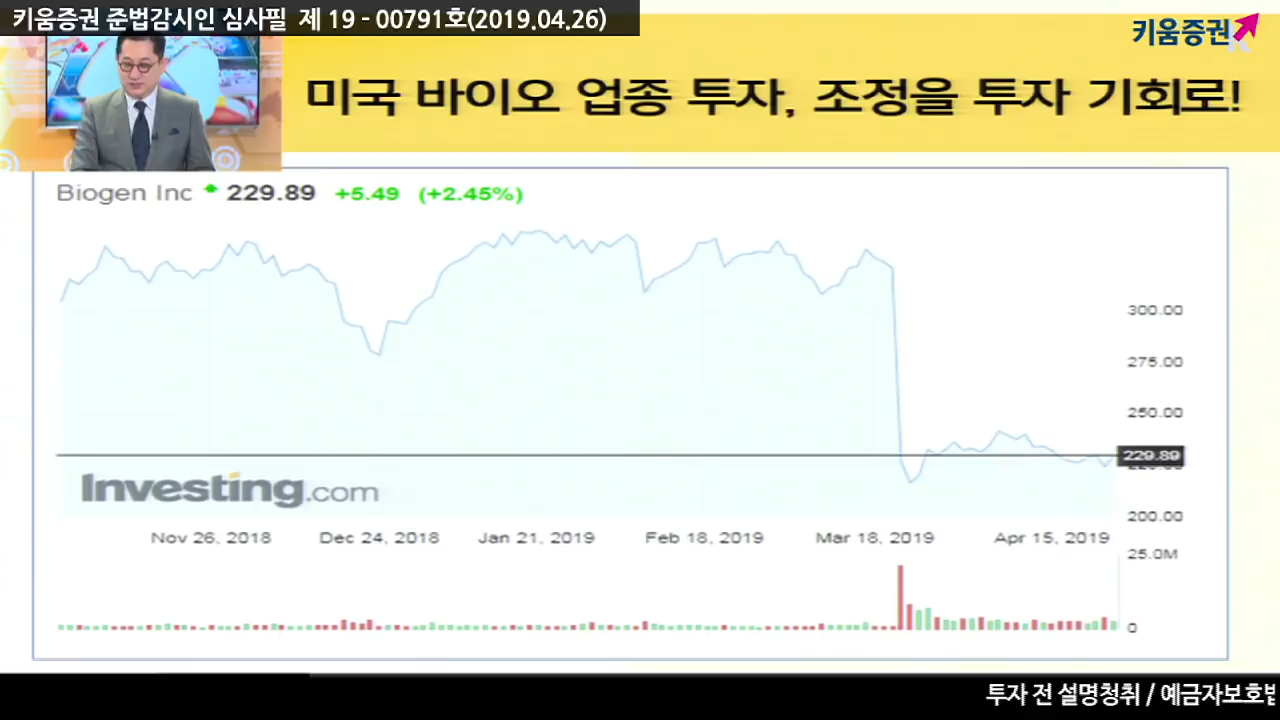 키움증권 준법감시인 심사필 제 19 - 00791호(2019.04.26)
키움증권
미국 바이오 업종 투자, 조정을 투자 기회로!
Biogen Inc 229.89 +5.49 (+2.45%)
300.00
275.00
250.00
229.89
200.00
Investing.com
Nov 26, 2018 Dec 24, 2018 Jan 21, 2019 Feb 18, 2019 Mar 18, 2019 Apr 15, 2019
25.0M
0
투자 전 설명청취 / 예금자보호법